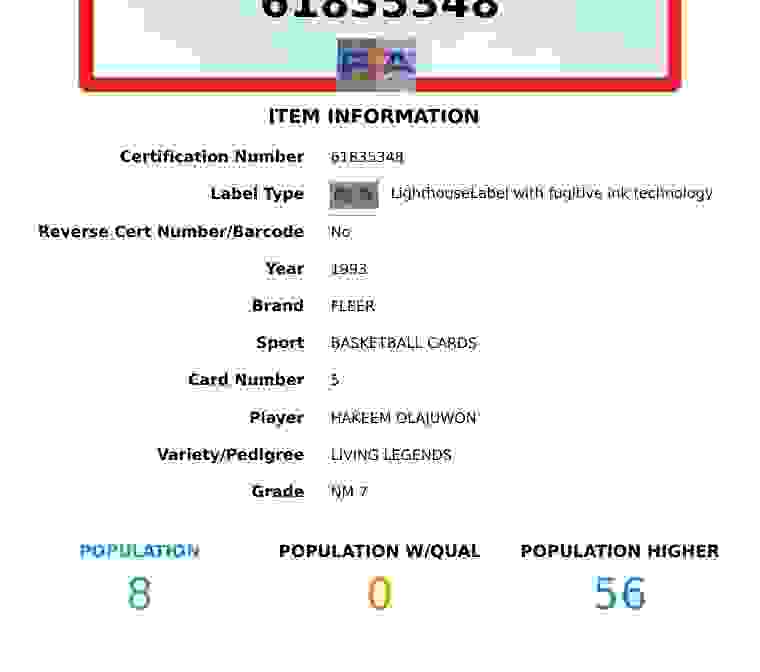 61835348
PSA
ITEM INFORMATION
Certification Number 61835348
Label Type LighthouseLabel with fugitive ink technology
Reverse Cert Number/Barcode No
Year 1993
Brand FLEER
Sport BASKETBALL CARDS
Card Number 5
Player HAKEEM OLAJUWON
Variety/Pedigree LIVING LEGENDS
Grade NM 7
POPULATION POPULATION W/QUAL POPULATION HIGHER
8 0 56